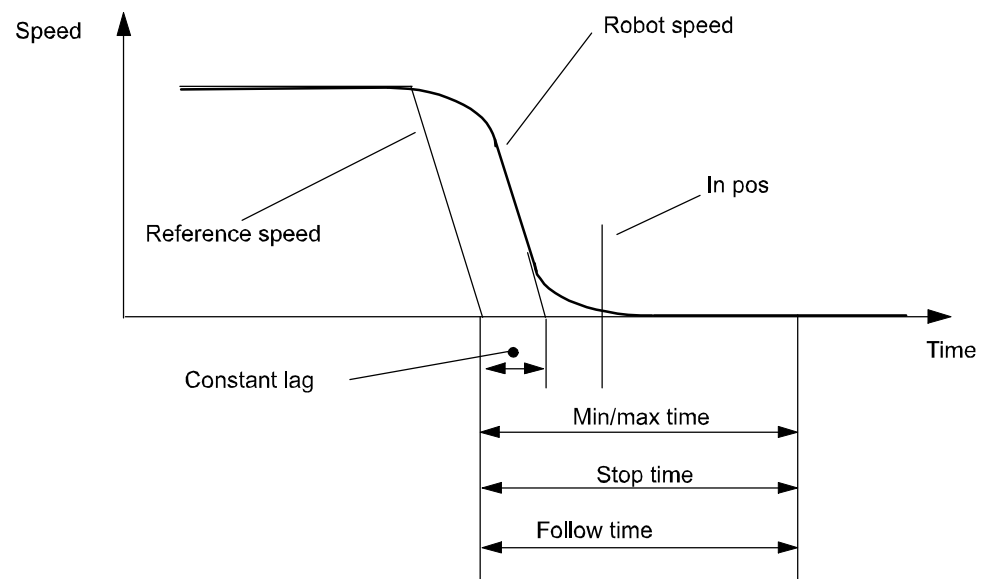 Speed
Robot speed
In pos
Reference speed
Time
Constant lag
Min/max time
Stop time
Follow time